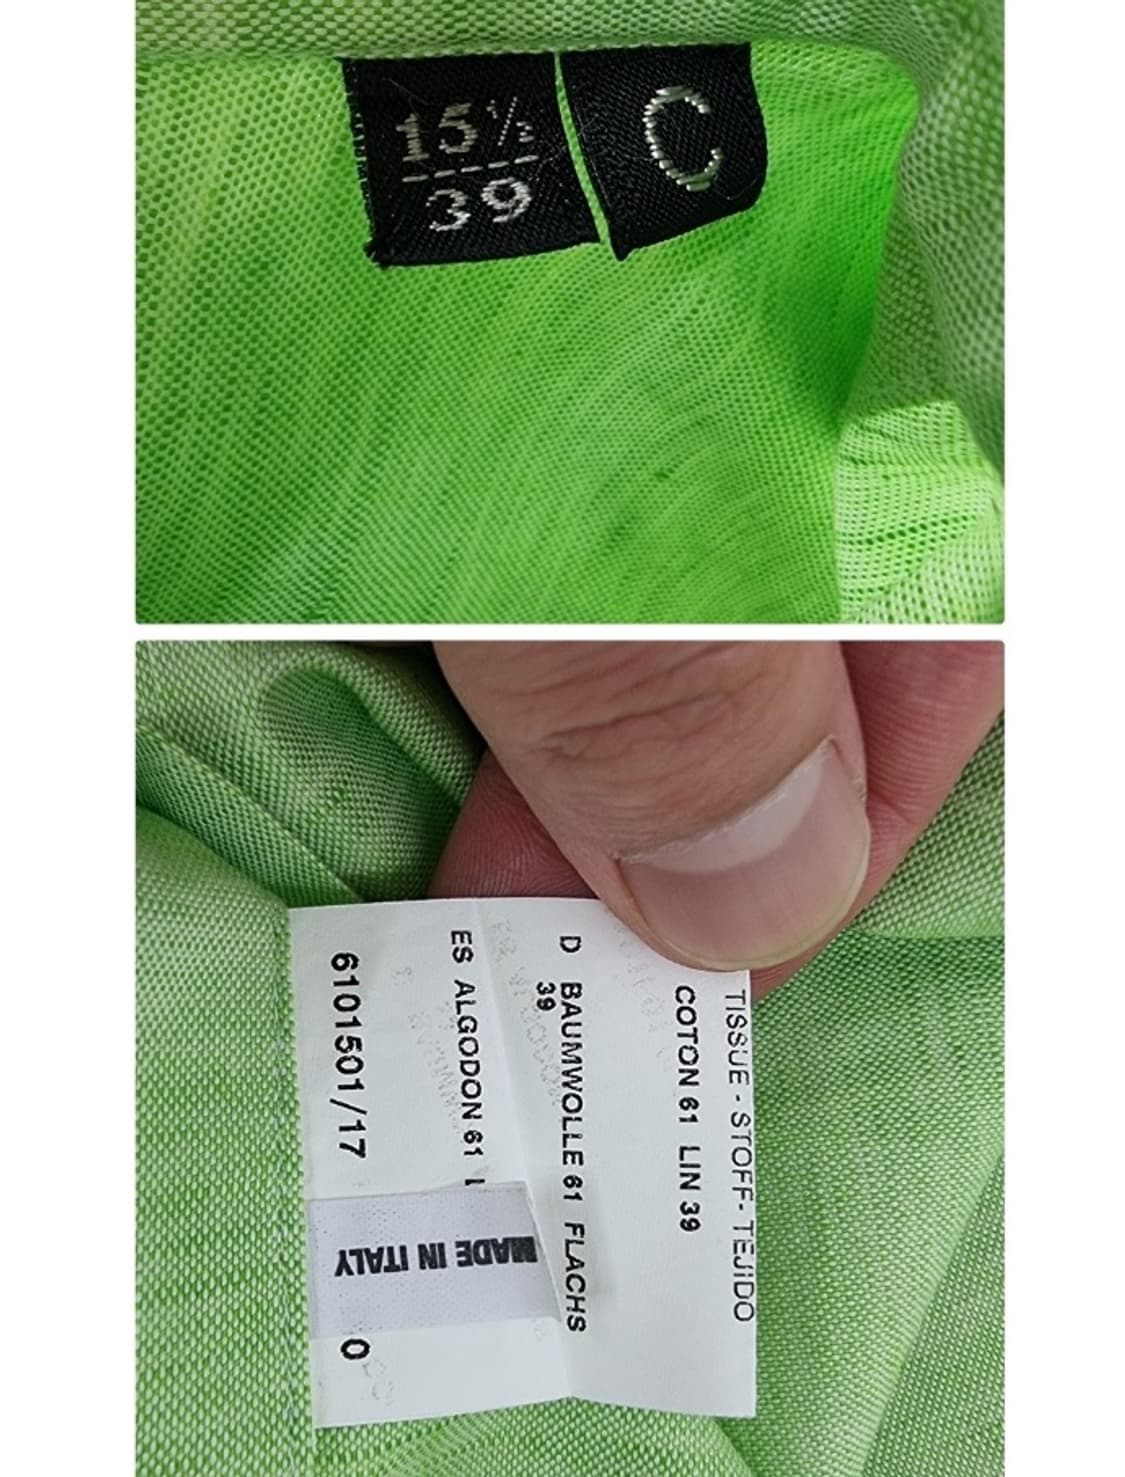 15½
39
C
TISSUE - STOFF- TEJIDO
COTON 61 LIN 39
D BAUMWOLLE 61 FLACHS
39
ES ALGODON 61
6101501/17
0
MADE IN ITALY